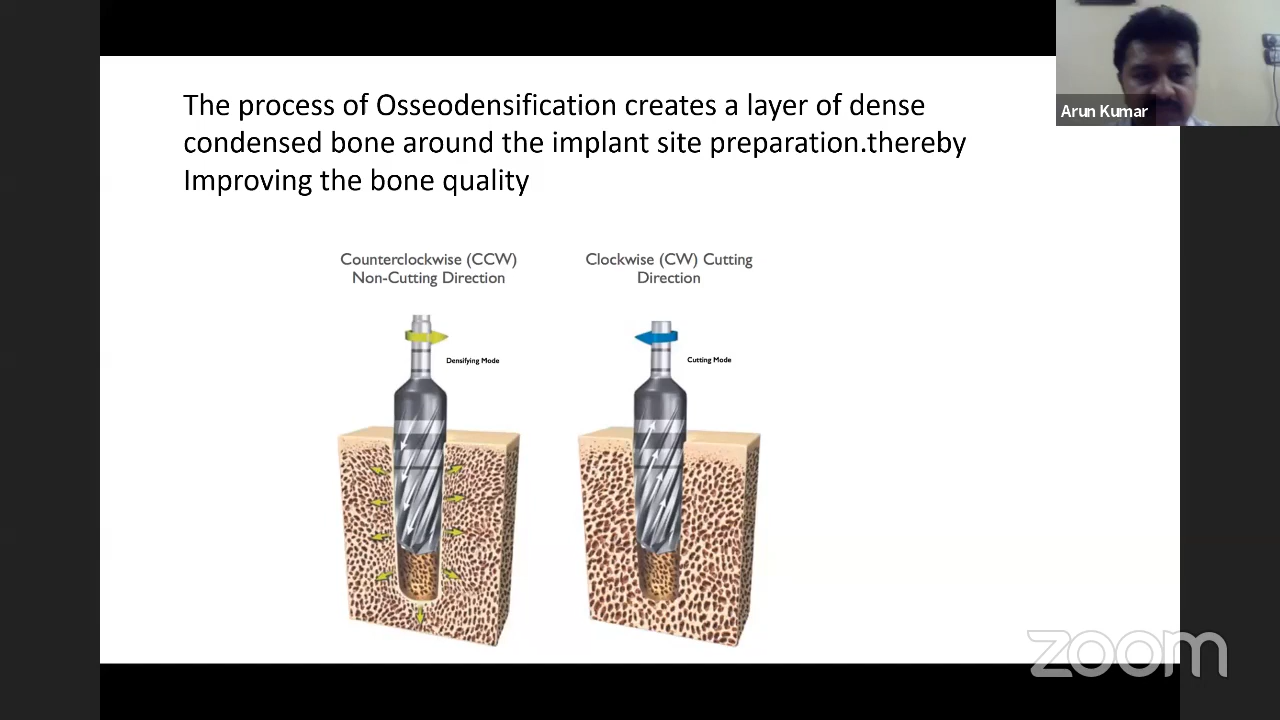 The process of Osseodensification creates a layer of dense
condensed bone around the implant site preparation.thereby
Improving the bone quality
Arun Kumar
Counterclockwise (CCW)
Non-Cutting Direction
Clockwise (CW) Cutting
Direction
Densifying Mode
Cutting Mode
zoom